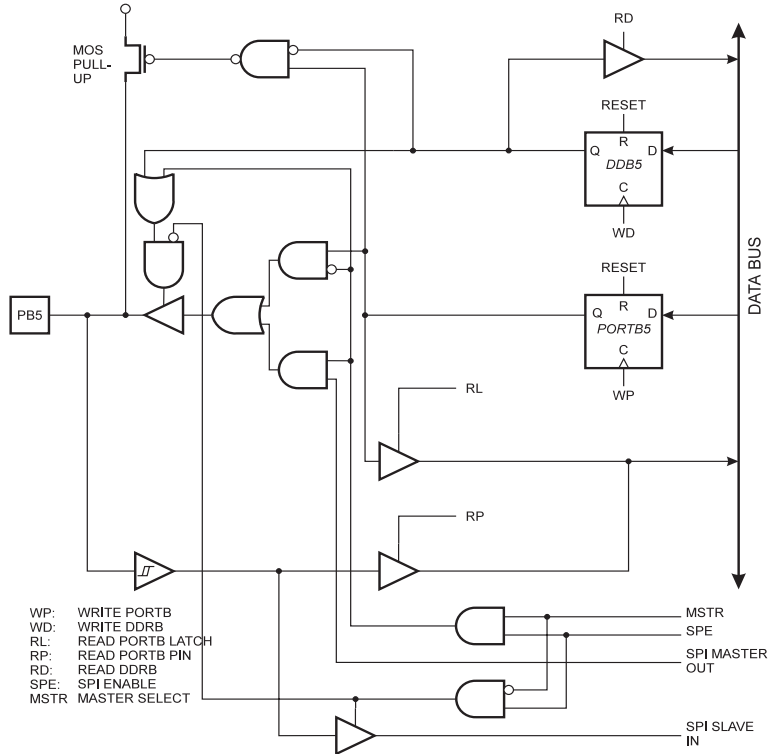 RD
MOS
PULL-
UP
RESET
R
Q
D
DDB5
C
WD
RESET
R
Q
D
PORTB5
C
WP
DATA BUS
PB5
RL
RP
WP: WRITE PORTB
WD: WRITE DDRB
RL: READ PORTB LATCH
RP: READ PORTB PIN
RD: READ DDRB
SPE: SPI ENABLE
MSTR MASTER SELECT
MSTR
SPE
SPI MASTER
OUT
SPI SLAVE
IN